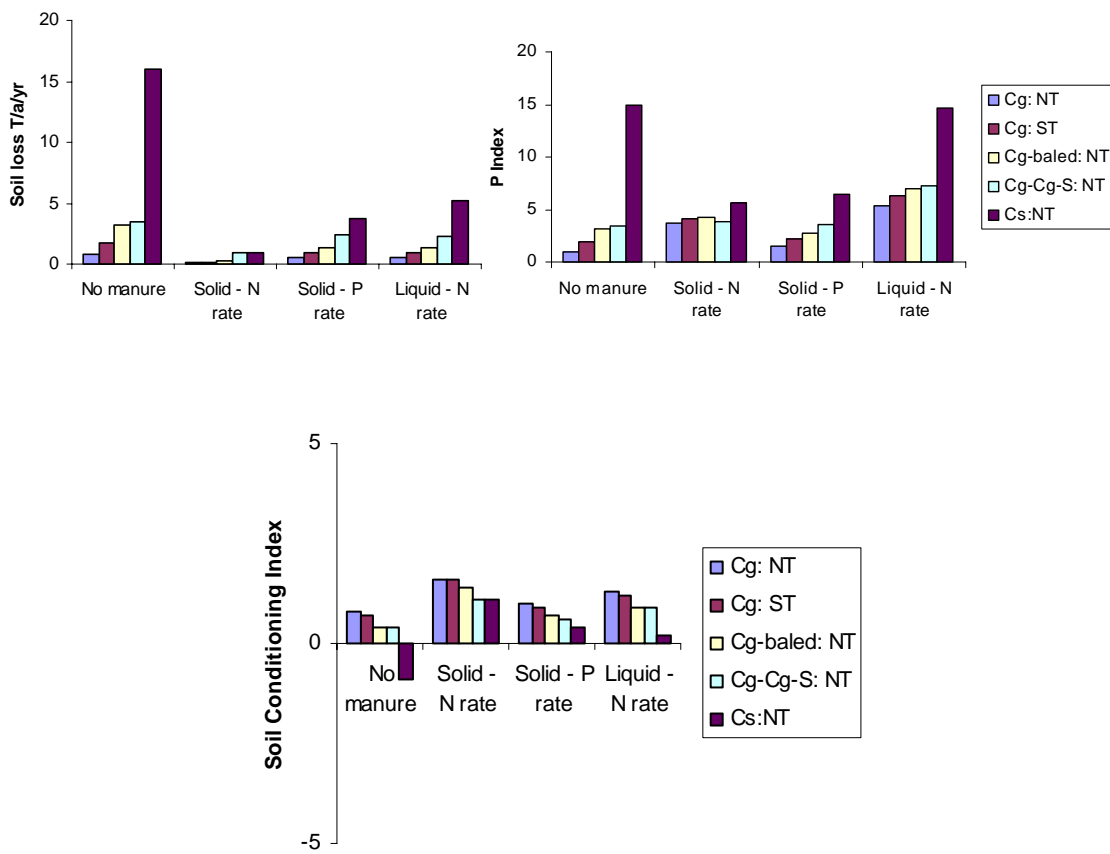 20
15
10
5
0
Soil loss T/a/yr
No manure
Solid - N
rate
Solid - P
rate
Liquid - N
rate
20
15
10
5
0
P Index
No manure
Solid - N
rate
Solid - P
rate
Liquid - N
rate
Cg: NT
Cg: ST
Cg-baled: NT
Cg-Cg-S: NT
Cs:NT
5
0
-5
Soil Conditioning Index
No
manure
Solid -
N rate
Solid - P
rate
Liquid -
N rate
Cg: NT
Cg: ST
Cg-baled: NT
Cg-Cg-S: NT
Cs:NT